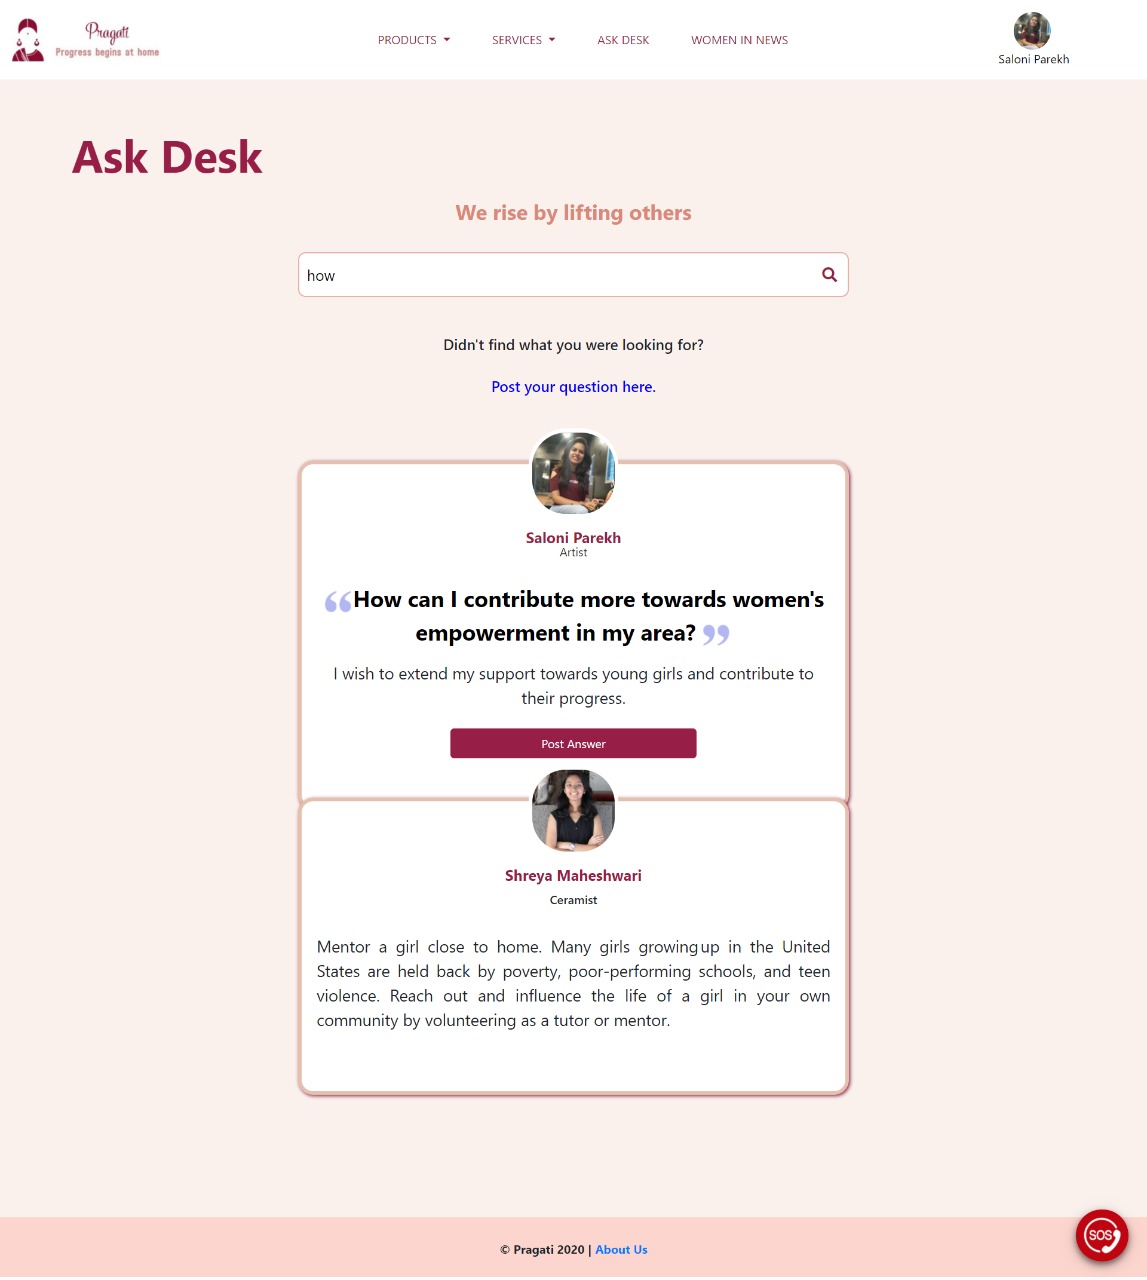 Pragati
Progress begins at home
PRODUCTS
SERVICES
ASK DESK
WOMEN IN NEWS
Saloni Parekh
Ask Desk
We rise by lifting others
how
Didn't find what you were looking for?
Post your question here.
Saloni Parekh
Artist
“How can I contribute more towards women's
empowerment in my area? ”
I wish to extend my support towards young girls and contribute to
their progress.
Post Answer
Shreya Maheshwari
Ceramist
Mentor a girl close to home. Many girls growing up in the United
States are held back by poverty, poor-performing schools, and teen
violence. Reach out and influence the life of a girl in your own
community by volunteering as a tutor or mentor.
SOS
© Pragati 2020 | About Us